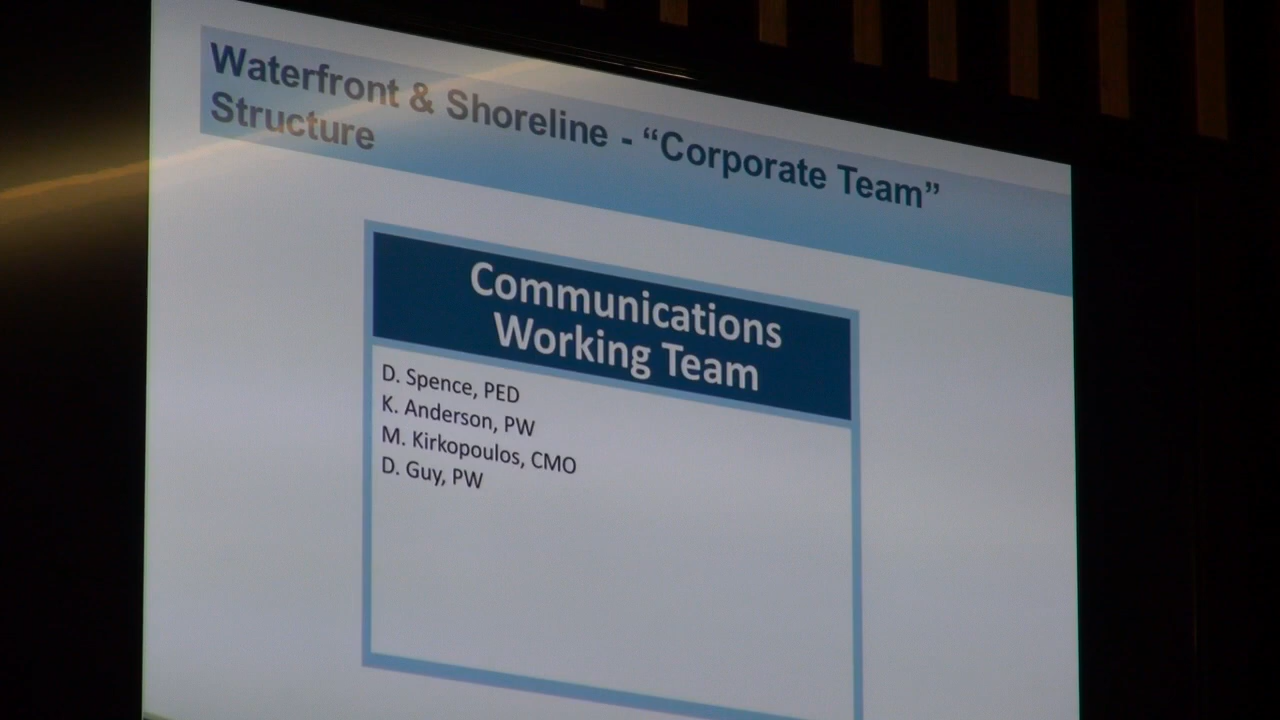 Waterfront & Shoreline - “Corporate Team”
Structure
Communications
Working Team
D. Spence, PED
K. Anderson, PW
M. Kirkopoulos, CMO
D. Guy, PW